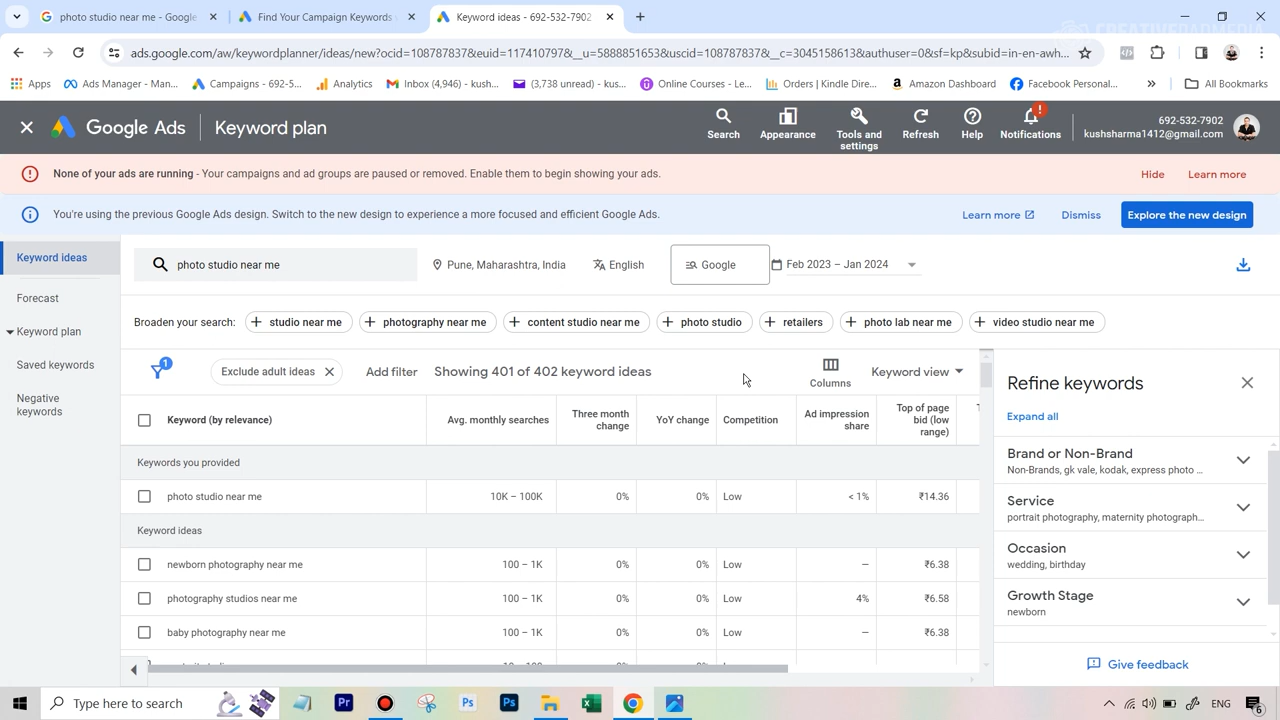 photo studio near me - Google
Find Your Campaign Keywords
Keyword ideas - 692-532-7902
CREATIVEPADMEDIA
ads.google.com/aw/keywordplanner/ideas/new?ocid=108787837&euid=1174107997&__u=5888851653&uscid=108787837&__c=3045158613&authuser=0&sf=kp&subid=in-en-awh...
Apps
Ads Manager - Man...
Campaigns - 692-5...
Analytics
Inbox (4,946) - kush...
(3,738 unread) - kus...
Online Courses - Le...
Orders | Kindle Dire...
Amazon Dashboard
Facebook Personal...
»
All Bookmarks
Google Ads
Keyword plan
Search
Appearance
Tools and settings
Refresh
Help
Notifications
692-532-7902
kushsharma1412@gmail.com
None of your ads are running - Your campaigns and ad groups are paused or removed. Enable them to begin showing your ads.
Hide
Learn more
You're using the previous Google Ads design. Switch to the new design to experience a more focused and efficient Google Ads.
Learn more
Dismiss
Explore the new design
Keyword ideas
Forecast
Keyword plan
Saved keywords
Negative keywords
photo studio near me
Pune, Maharashtra, India
English
Google
Feb 2023 – Jan 2024
Broaden your search:
+ studio near me
+ photography near me
+ content studio near me
+ photo studio
+ retailers
+ photo lab near me
+ video studio near me
1
Exclude adult ideas
Add filter
Showing 401 of 402 keyword ideas
Columns
Keyword view
Keyword (by relevance) Avg. monthly searches Three month change YoY change Competition Ad impression share Top of page bid (low range)
Keywords you provided
photo studio near me 10K – 100K 0% 0% Low < 1% ₹14.36
Keyword ideas
newborn photography near me 100 – 1K 0% 0% Low — ₹6.38
photography studios near me 100 – 1K 0% 0% Low 4% ₹6.58
baby photography near me 100 – 1K 0% 0% Low — ₹6.38
Refine keywords
Expand all
Brand or Non-Brand
Non-Brands, gk vale, kodak, express photo ...
Service
portrait photography, maternity photograph...
Occasion
wedding, birthday
Growth Stage
newborn
Give feedback
Type here to search
Pr
Ps
Ps
ENG
6